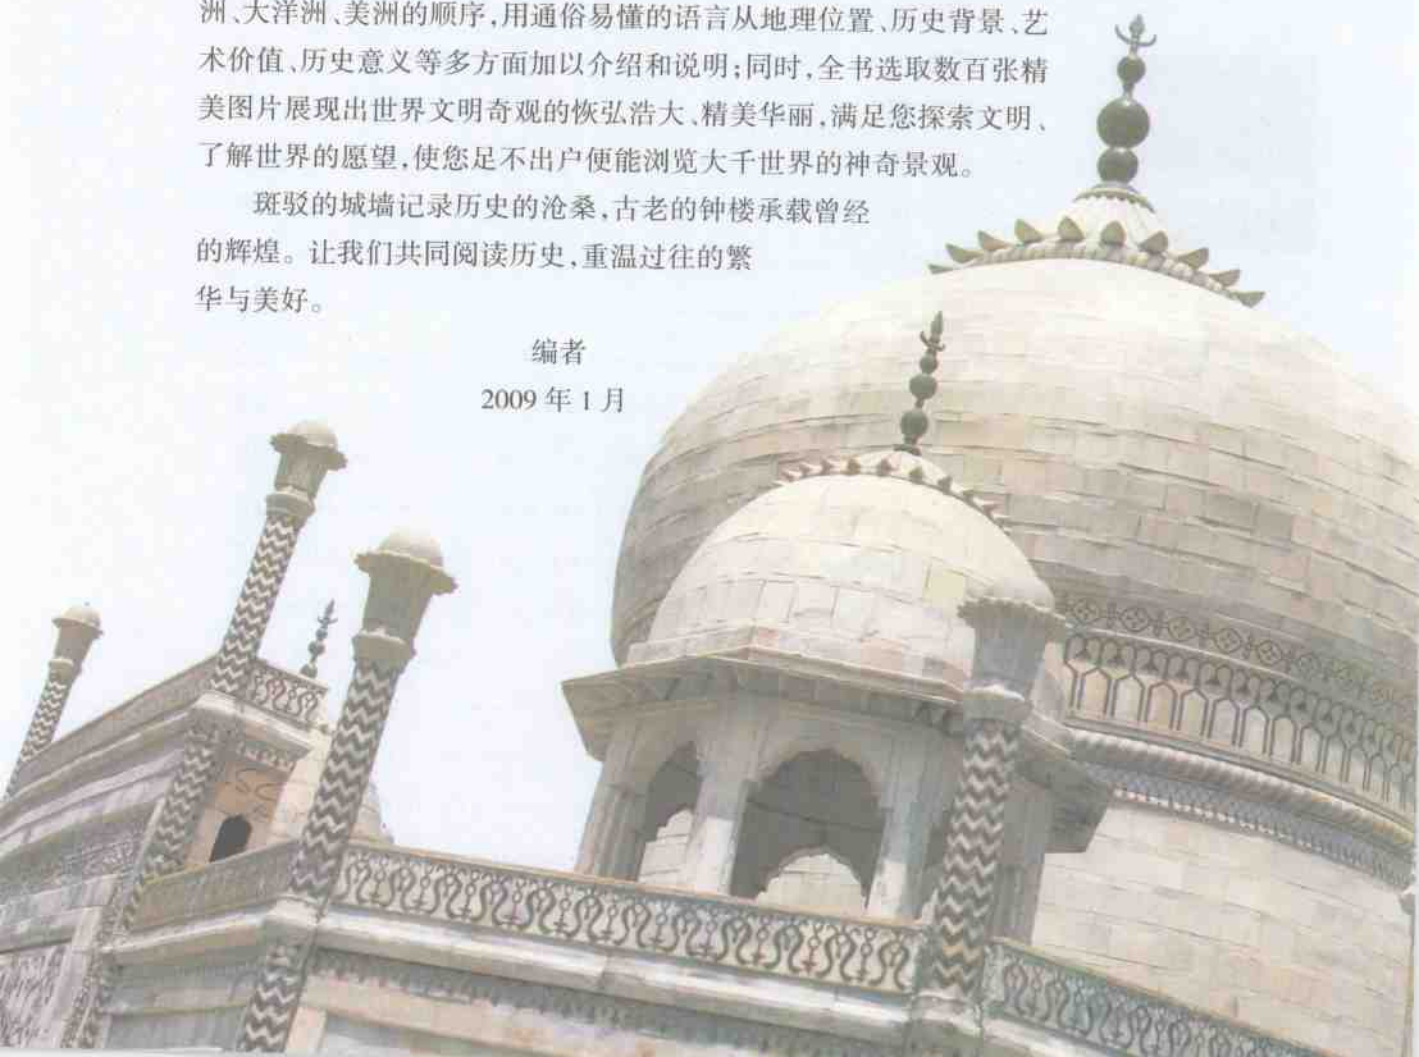 洲、大洋洲、美洲的顺序,用通俗易懂的语言从地理位置、历史背景、艺
术价值、历史意义等多方面加以介绍和说明;同时,全书选取数百张精
美图片展现出世界文明奇观的恢弘浩大、精美华丽,满足您探索文明、
了解世界的愿望,使您足不出户便能浏览大千世界的神奇景观。
斑驳的城墙记录历史的沧桑,古老的钟楼承载曾经
的辉煌。让我们共同阅读历史,重温过往的繁
华与美好。
编者
2009 年 1 月